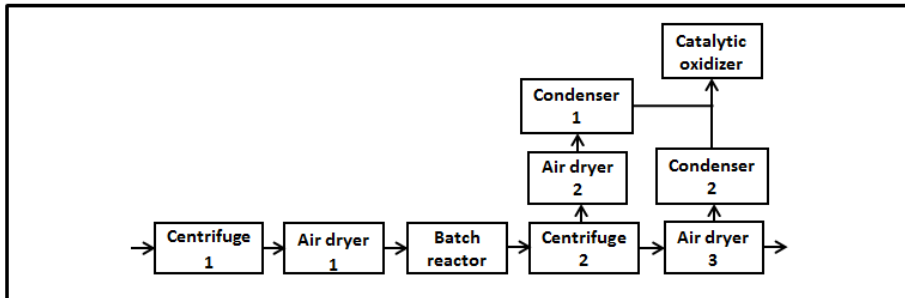 Catalytic
oxidizer
Condenser
1
Air dryer
2
Condenser
2
Centrifuge
1
Air dryer
1
Batch
reactor
Centrifuge
2
Air dryer
3